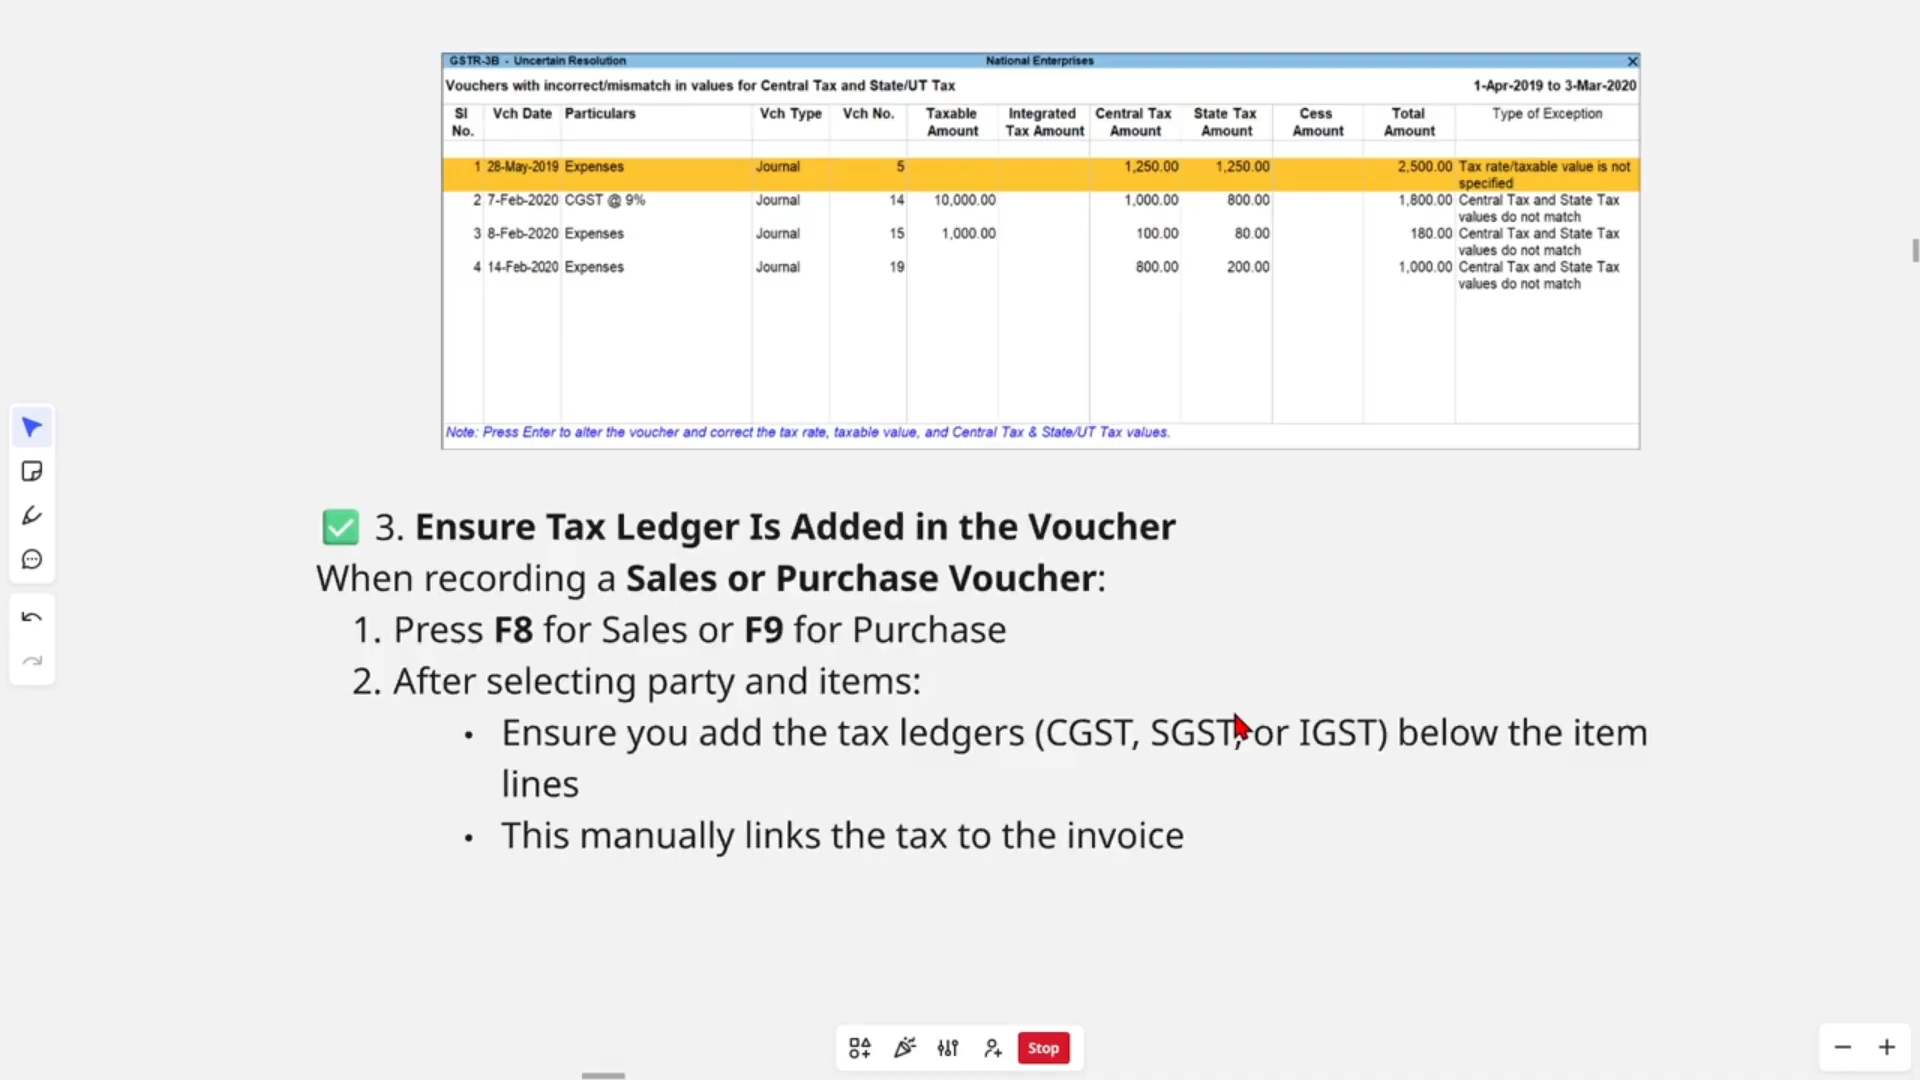 GSTR-3B - Uncertain Resolution National Enterprises
Vouchers with incorrect/mismatch in values for Central Tax and State/UT Tax 1-Apr-2019 to 3-Mar-2020
Sl No. Vch Date Particulars Vch Type Vch No. Taxable Amount Integrated Tax Amount Central Tax Amount State Tax Amount Cess Amount Total Amount Type of Exception
1 28-May-2019 Expenses Journal 5 1,250.00 1,250.00 2,500.00 Tax rate/taxable value is not specified
2 7-Feb-2020 CGST @ 9% Journal 14 10,000.00 1,000.00 800.00 1,800.00 Central Tax and State Tax values do not match
3 8-Feb-2020 Expenses Journal 15 1,000.00 100.00 80.00 180.00 Central Tax and State Tax values do not match
4 14-Feb-2020 Expenses Journal 19 800.00 200.00 1,000.00 Central Tax and State Tax values do not match
Note: Press Enter to alter the voucher and correct the tax rate, taxable value, and Central Tax & State/UT Tax values.
3. Ensure Tax Ledger Is Added in the Voucher
When recording a Sales or Purchase Voucher:
1. Press F8 for Sales or F9 for Purchase
2. After selecting party and items:
• Ensure you add the tax ledgers (CGST, SGST, or IGST) below the item
lines
• This manually links the tax to the invoice
Stop